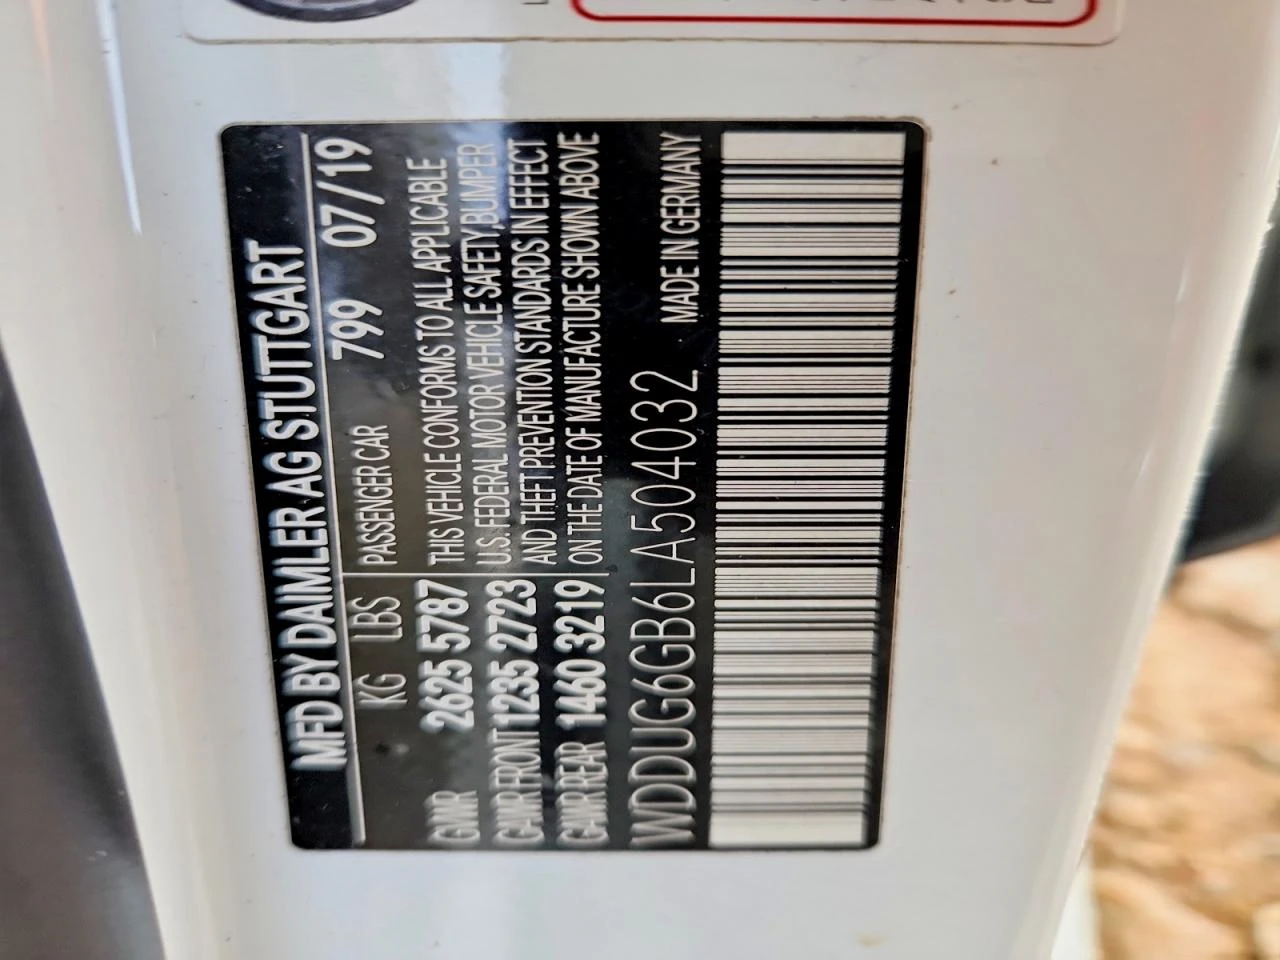 MFD BY DAIMLER AG STUTTGART
KG LBS PASSENGER CAR 799 07/19
GVWR 2625 5787 THIS VEHICLE CONFORMS TO ALL APPLICABLE
GAWR FRONT 1235 2723 U.S. FEDERAL MOTOR VEHICLE SAFETY,BUMPER
AND THEFT PREVENTION STANDARDS IN EFFECT
GAWR REAR 1460 3219 ON THE DATE OF MANUFACTURE SHOWN ABOVE
WDDUG6GB6LA504032 MADE IN GERMANY